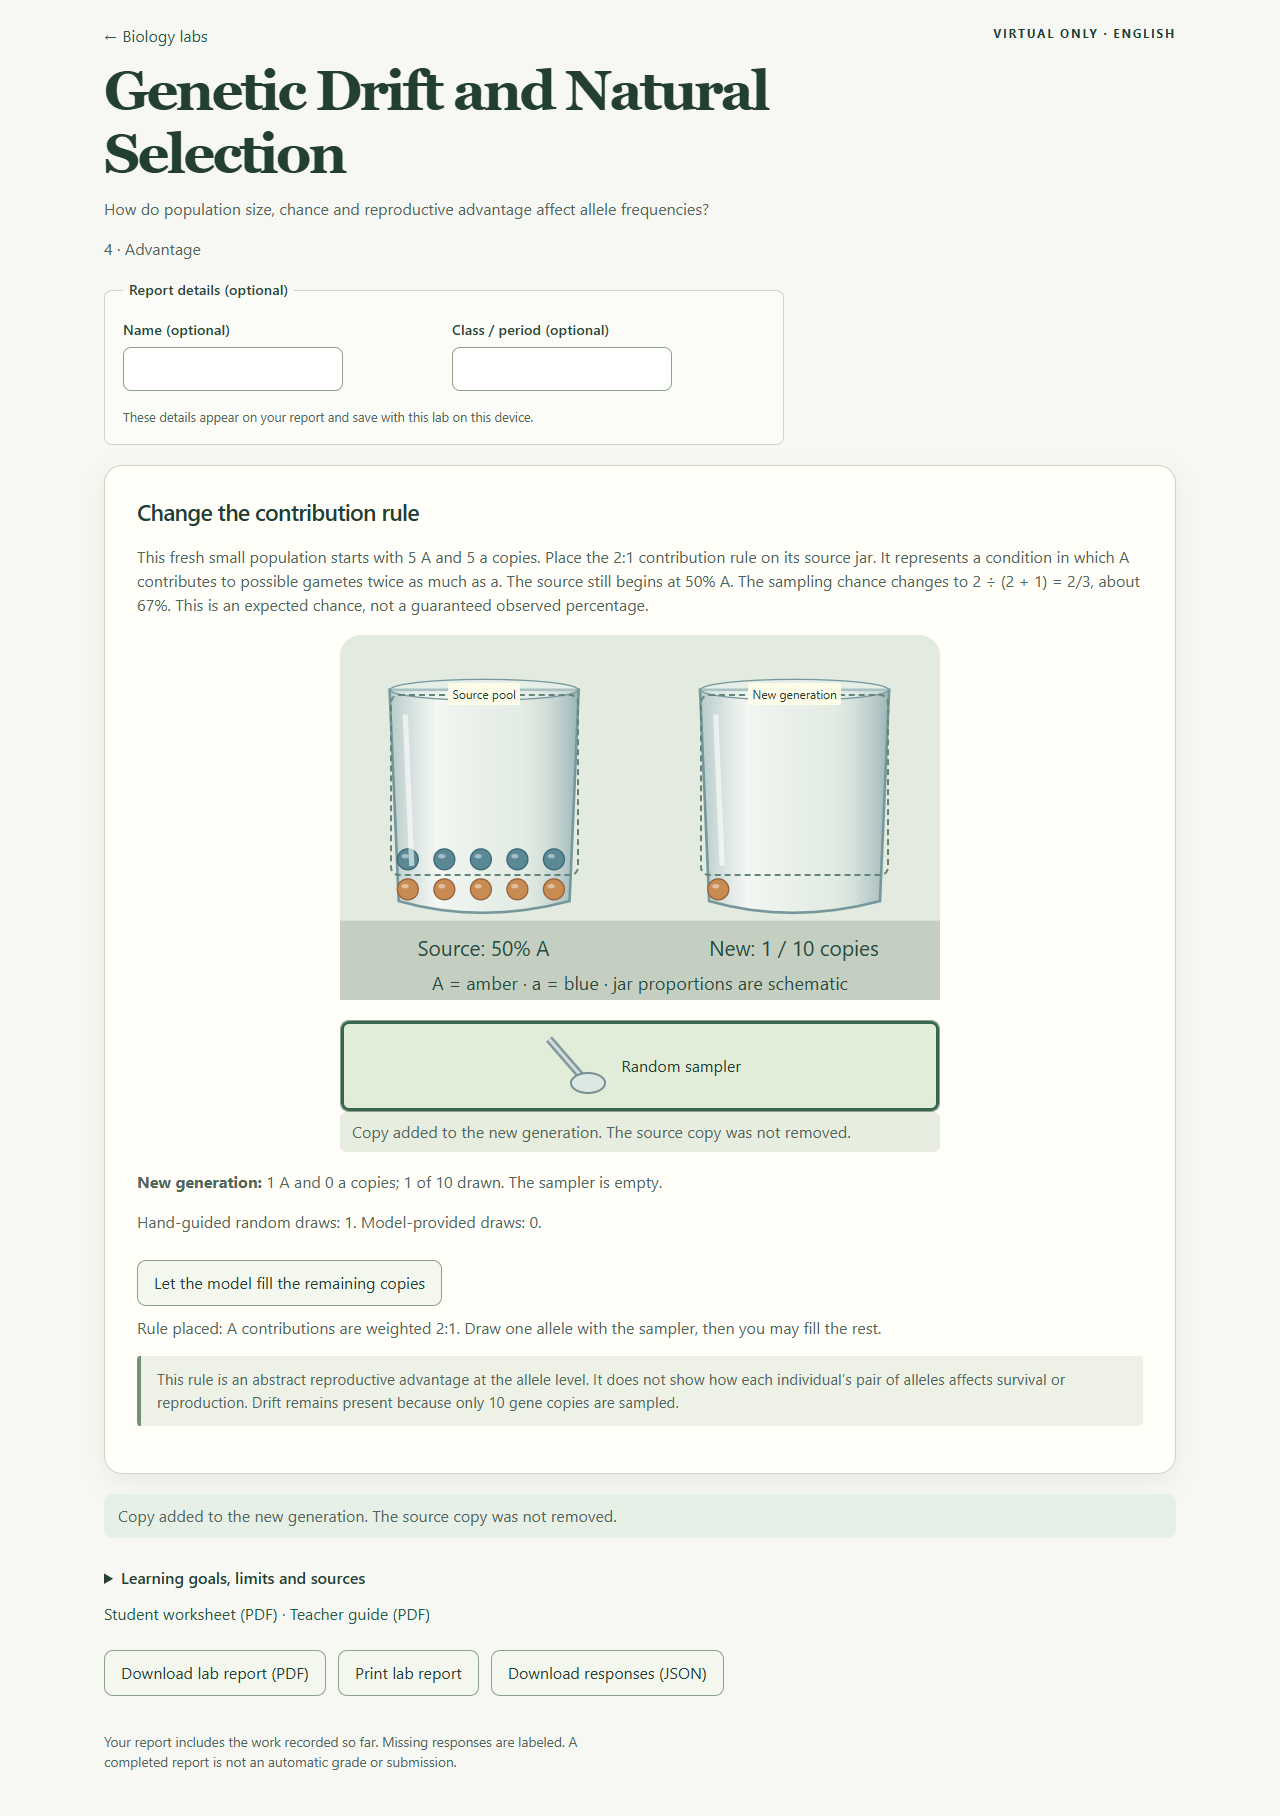 ← Biology labs
VIRTUAL ONLY · ENGLISH
Genetic Drift and Natural
Selection
How do population size, chance and reproductive advantage affect allele frequencies?
4 · Advantage
Report details (optional)
Name (optional)
Class / period (optional)
These details appear on your report and save with this lab on this device.
Change the contribution rule
This fresh small population starts with 5 A and 5 a copies. Place the 2:1 contribution rule on its source jar. It represents a condition in which A
contributes to possible gametes twice as much as a. The source still begins at 50% A. The sampling chance changes to 2 ÷ (2 + 1) = 2/3, about
67%. This is an expected chance, not a guaranteed observed percentage.
Source pool
New generation
Source: 50% A
New: 1 / 10 copies
A = amber · a = blue · jar proportions are schematic
Random sampler
Copy added to the new generation. The source copy was not removed.
New generation: 1 A and 0 a copies; 1 of 10 drawn. The sampler is empty.
Hand-guided random draws: 1. Model-provided draws: 0.
Let the model fill the remaining copies
Rule placed: A contributions are weighted 2:1. Draw one allele with the sampler, then you may fill the rest.
This rule is an abstract reproductive advantage at the allele level. It does not show how each individual's pair of alleles affects survival or
reproduction. Drift remains present because only 10 gene copies are sampled.
Copy added to the new generation. The source copy was not removed.
▶ Learning goals, limits and sources
Student worksheet (PDF) · Teacher guide (PDF)
Download lab report (PDF)
Print lab report
Download responses (JSON)
Your report includes the work recorded so far. Missing responses are labeled. A
completed report is not an automatic grade or submission.